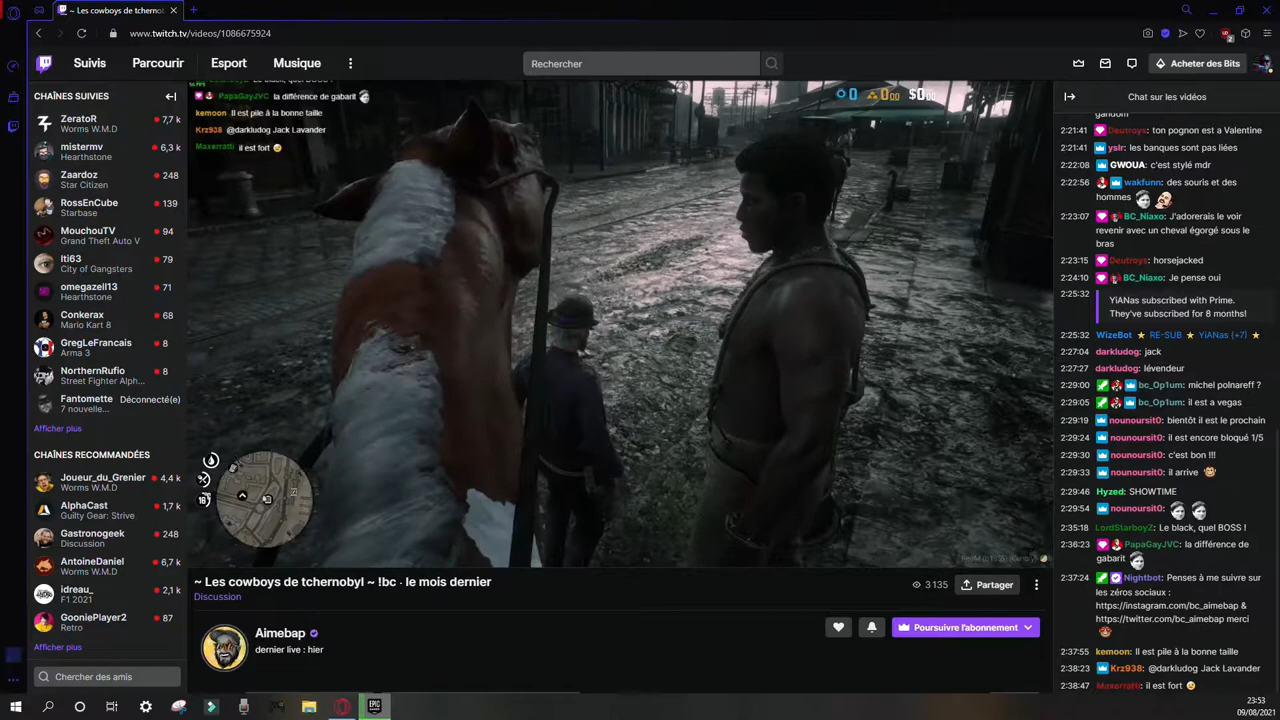 ~ Les cowboys de tchernob
www.twitch.tv/videos/1086675924
Suivis
Parcourir
Esport
Musique
Rechercher
Acheter des Bits
CHAÎNES SUIVIES
ZeratoR
Worms W.M.D
7,7 k
mistermv
Hearthstone
6,3 k
Zaardoz
Star Citizen
248
RossEnCube
Starbase
139
MouchouTV
Grand Theft Auto V
94
Iti63
City of Gangsters
79
omegazell13
Hearthstone
71
Conkerax
Mario Kart 8
68
GregLeFrancais
Arma 3
8
NorthernRufio
Street Fighter Alph...
8
Fantomette
7 nouvelle...
Déconnecté(e)
Afficher plus
CHAÎNES RECOMMANDÉES
Joueur_du_Grenier
Worms W.M.D
4,4 k
AlphaCast
Guilty Gear: Strive
1,7 k
Gastronogeek
Discussion
248
AntoineDaniel
Worms W.M.D
6,7 k
idreau_
F1 2021
2,1 k
GooniePlayer2
Retro
87
Afficher plus
Chercher des amis
PapaGayJVC la différence de gabarit
kemoon Il est pile à la bonne taille
Krz938 @darkludog Jack Lavander
Maxerratti il est fort
0
000
$000
~ Les cowboys de tchernobyl ~ !bc · le mois dernier
Discussion
3 135
Partager
Aimebap
dernier live : hier
Poursuivre l'abonnement
Chat sur les vidéos
gandom
2:21:41 Deutroys: ton pognon est a Valentine
2:21:41 yslr: les banques sont pas liées
2:22:08 GWOUA: c'est stylé mdr
2:22:56 wakfunn: des souris et des
hommes
2:23:07 BC_Niaxo: J'adorerais le voir
revenir avec un cheval égorgé sous le
bras
2:23:15 Deutroys: horsejacked
2:24:10 BC_Niaxo: Je pense oui
2:25:32 YiANas subscribed with Prime.
They've subscribed for 8 months!
2:25:32 WizeBot RE-SUB YiANas (+7)
2:27:04 darkludog: jack
2:27:27 darkludog: lévendeur
2:29:00 bc_Op1um: michel polnareff ?
2:29:05 bc_Op1um: il est a vegas
2:29:19 nounoursit0: bientôt il est le prochain
2:29:24 nounoursit0: il est encore bloqué 1/5
2:29:30 nounoursit0: c'est bon !!!
2:29:33 nounoursit0: il arrive
2:29:46 Hyzed: SHOWTIME
2:29:54 nounoursit0:
2:35:18 LordStarboyZ: Le black, quel BOSS !
2:36:23 PapaGayJVC: la différence de
gabarit
2:37:24 Nightbot: Penses à me suivre sur
les zéros sociaux :
https://instagram.com/bc_aimebap &
https://twitter.com/bc_aimebap merci
2:37:55 kemoon: Il est pile à la bonne taille
2:38:23 Krz938: @darkludog Jack Lavander
2:38:47 Maxerratti: il est fort
23:53
09/08/2021